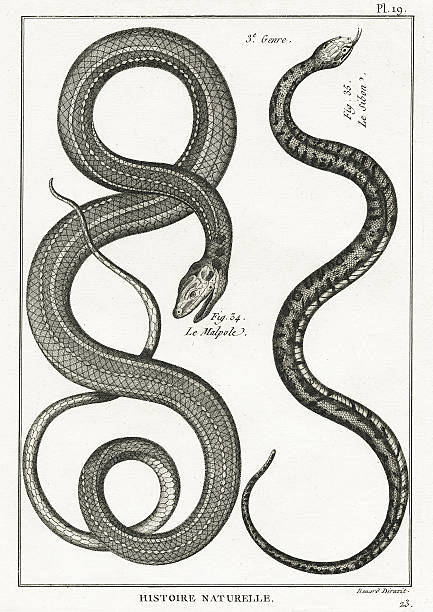 Pl. 19.
3.e Genre.
Fig. 35.
Le Sibon.
Fig. 34.
Le Malpole.
Benard Direxit.
HISTOIRE NATURELLE.
23.